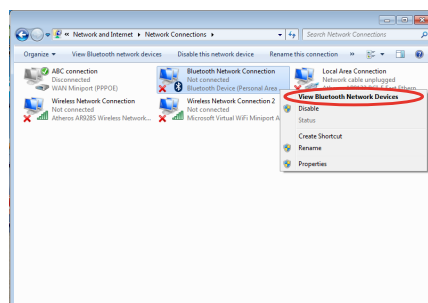 Network and Internet ▸ Network Connections ▸
Search Network Connections
Organize
View Bluetooth network devices
Disable this network device
Rename this connection
»
ABC connection
Disconnected
WAN Miniport (PPPOE)
Bluetooth Network Connection
Not connected
Bluetooth Device (Personal Area ...
Local Area Connection
Network cable unplugged
Wireless Network Connection
Not connected
Atheros AR9285 Wireless Network...
Wireless Network Connection 2
Not connected
Microsoft Virtual WiFi Miniport A
View Bluetooth Network Devices
Disable
Status
Create Shortcut
Rename
Properties